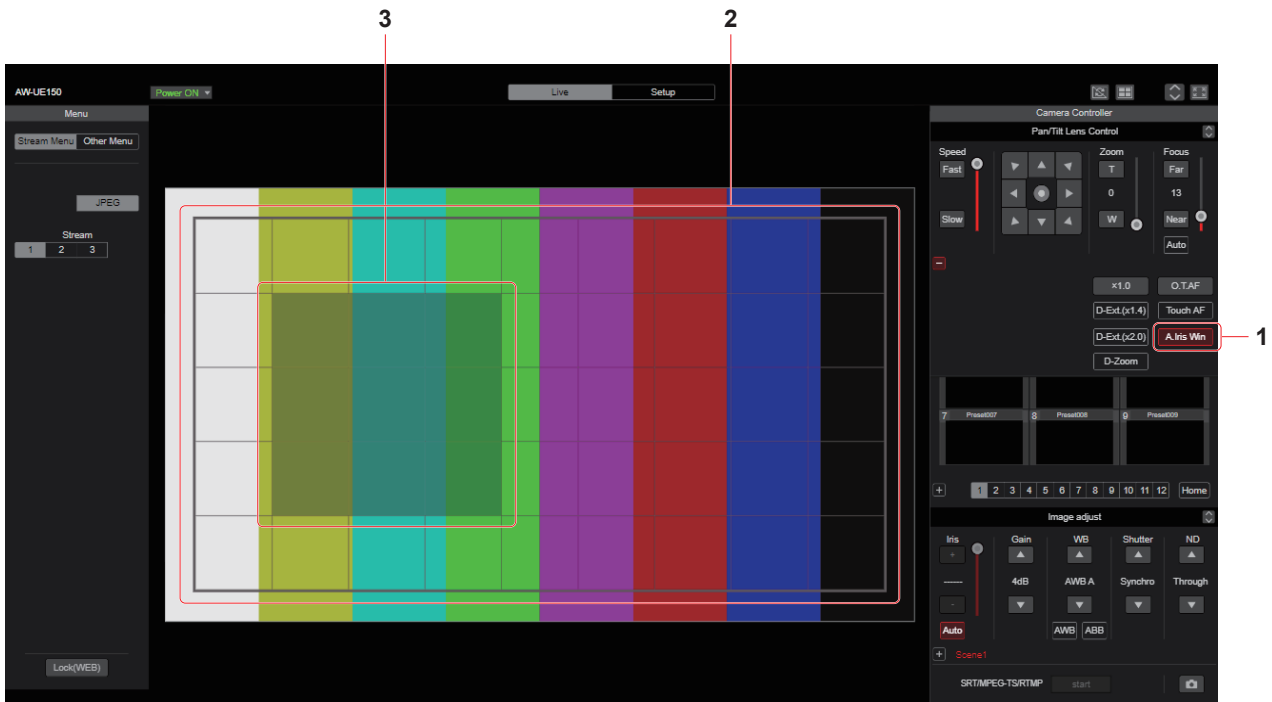 3 2
AW-UE150 Power ON Live Setup
Menu
Stream Menu Other Menu
JPEG
Stream
1 2 3
Lock(WEB)
Camera Controller
Pan/Tilt Lens Control
Speed Zoom Focus
Fast T Far
0 13
Slow W Near
Auto
−
×1.0 O.T.AF
D-Ext.(x1.4) Touch AF
D-Ext.(x2.0) A.Iris Win 1
D-Zoom
7 Preset007 8 Preset008 9 Preset009
+ 1 2 3 4 5 6 7 8 9 10 11 12 Home
Image adjust
Iris Gain WB Shutter ND
+
------ 4dB AWB A Synchro Through
-
Auto AWB ABB
+ Scene1
SRT/MPEG-TS/RTMP start